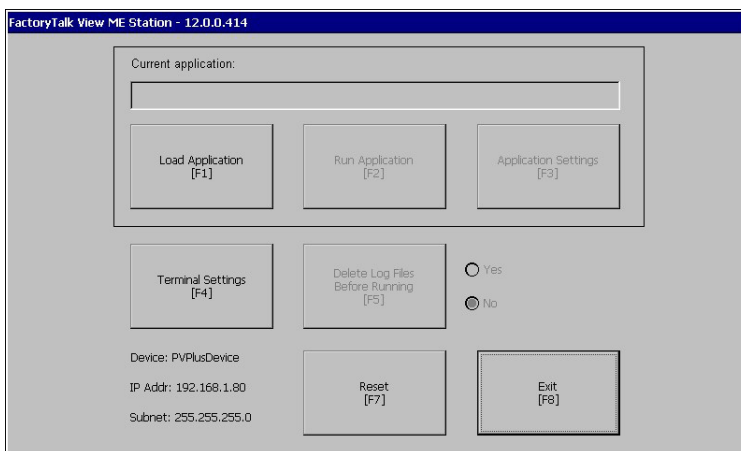 FactoryTalk View ME Station - 12.0.0.414
Current application:
Load Application
[F1]
Run Application
[F2]
Application Settings
[F3]
Terminal Settings
[F4]
Delete Log Files
Before Running
[F5]
Yes
No
Device: PVPlusDevice
IP Addr: 192.168.1.80
Subnet: 255.255.255.0
Reset
[F7]
Exit
[F8]